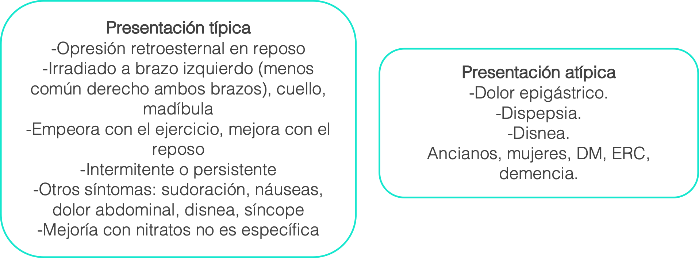 Presentación típica
-Opresión retroesternal en reposo
-Irradiado a brazo izquierdo (menos
común derecho ambos brazos), cuello,
madíbula
-Empeora con el ejercicio, mejora con el
reposo
-Intermitente o persistente
-Otros síntomas: sudoración, náuseas,
dolor abdominal, disnea, síncope
-Mejoría con nitratos no es específica
Presentación atípica
-Dolor epigástrico.
-Dispepsia.
-Disnea.
Ancianos, mujeres, DM, ERC,
demencia.